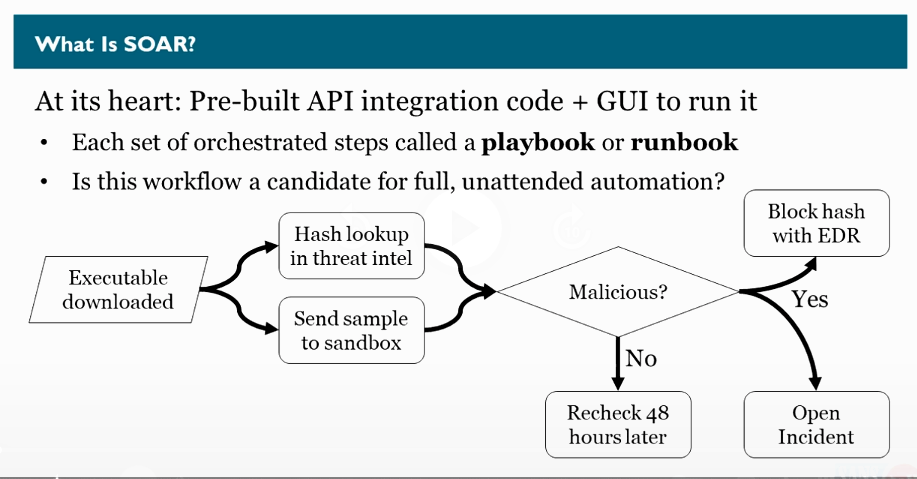 What Is SOAR?
At its heart: Pre-built API integration code + GUI to run it
• Each set of orchestrated steps called a playbook or runbook
• Is this workflow a candidate for full, unattended automation?
Executable
downloaded
Hash lookup
in threat intel
Send sample
to sandbox
Malicious?
Block hash
with EDR
Yes
No
Recheck 48
hours later
Open
Incident